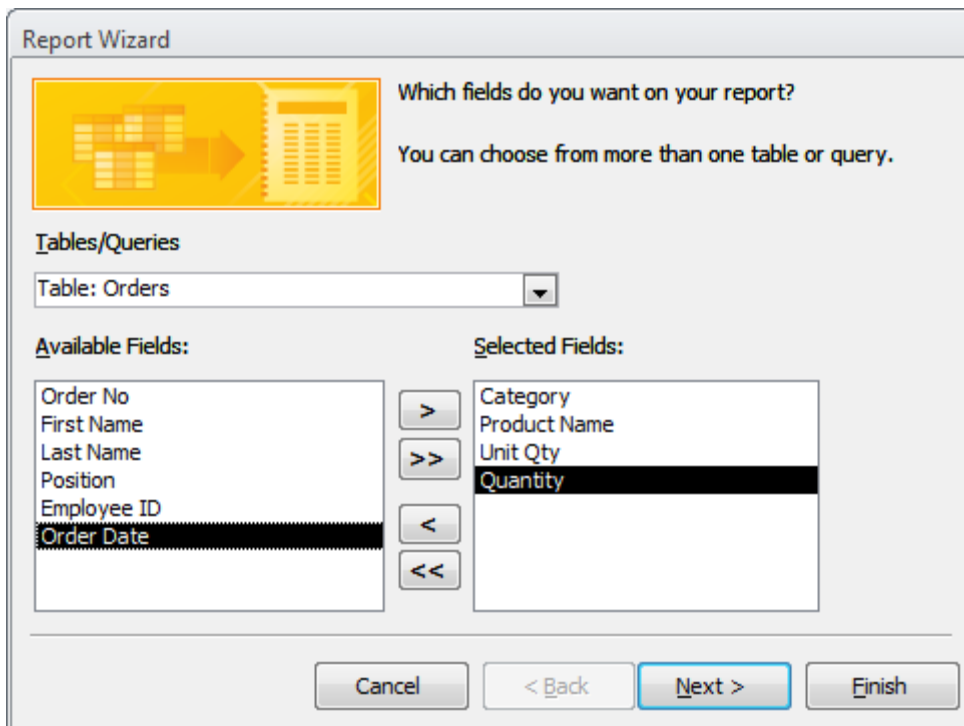 Report Wizard
Which fields do you want on your report?
You can choose from more than one table or query.
Tables/Queries
Table: Orders
Available Fields:
Order No
First Name
Last Name
Position
Employee ID
Order Date
>
>>
<
<<
Selected Fields:
Category
Product Name
Unit Qty
Quantity
Cancel
< Back
Next >
Finish